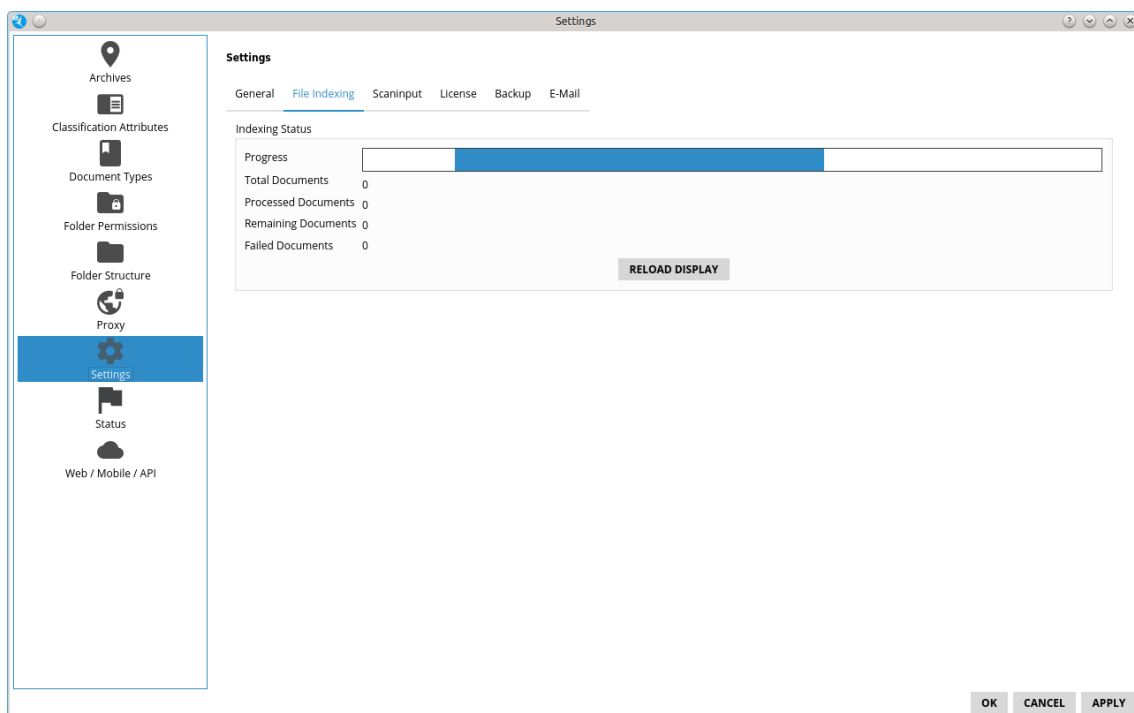 Settings
Archives
Classification Attributes
Document Types
Folder Permissions
Folder Structure
Proxy
Settings
Status
Web / Mobile / API
Settings
General File Indexing Scaninput License Backup E-Mail
Indexing Status
Progress
Total Documents 0
Processed Documents 0
Remaining Documents 0
Failed Documents 0
RELOAD DISPLAY
OK CANCEL APPLY